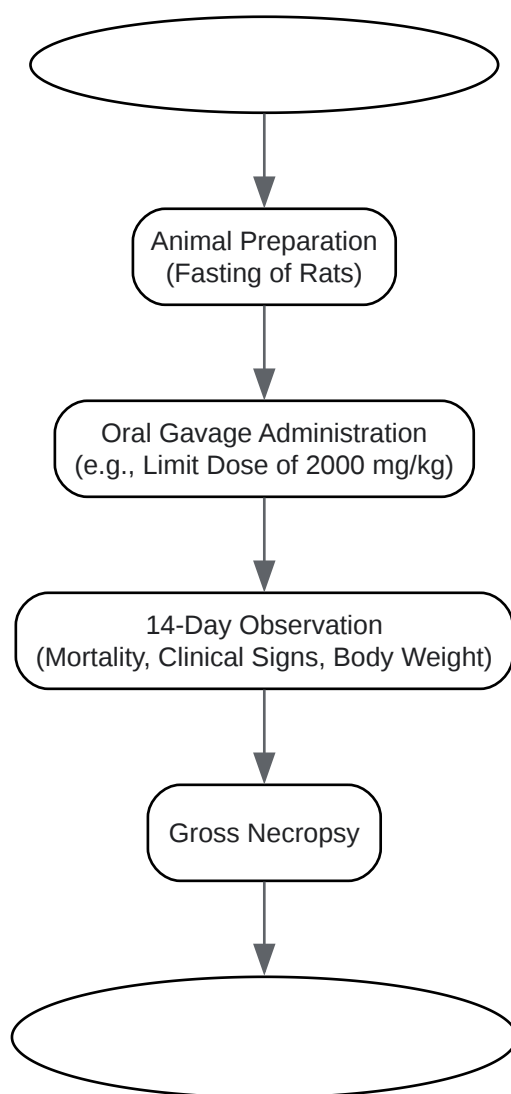 Animal Preparation
(Fasting of Rats)
Oral Gavage Administration
(e.g., Limit Dose of 2000 mg/kg)
14-Day Observation
(Mortality, Clinical Signs, Body Weight)
Gross Necropsy